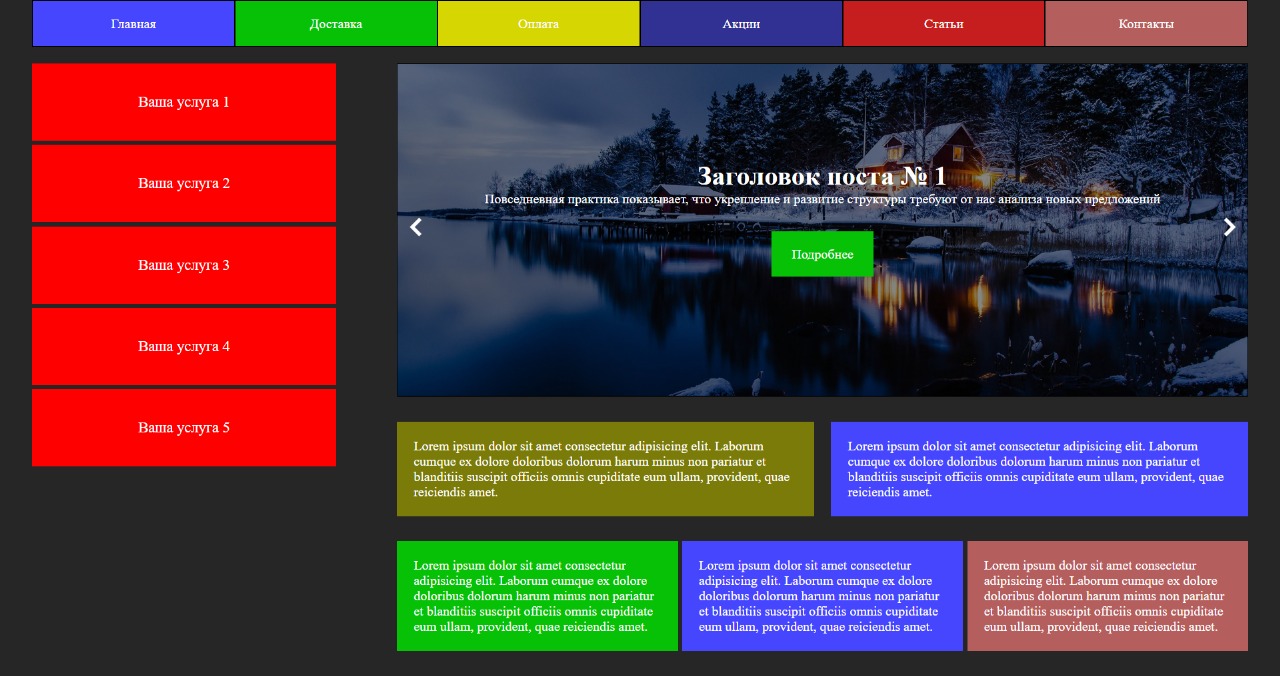 Главная
Доставка
Оплата
Акции
Статьи
Контакты
Ваша услуга 1
Ваша услуга 2
Ваша услуга 3
Ваша услуга 4
Ваша услуга 5
Заголовок поста № 1
Повседневная практика показывает, что укрепление и развитие структуры требуют от нас анализа новых предложений
Подробнее
Lorem ipsum dolor sit amet consectetur adipisicing elit. Laborum
cumque ex dolore doloribus dolorum harum minus non pariatur et
blanditiis suscipit officiis omnis cupiditate eum ullam, provident, quae
reiciendis amet.
Lorem ipsum dolor sit amet consectetur adipisicing elit. Laborum
cumque ex dolore doloribus dolorum harum minus non pariatur et
blanditiis suscipit officiis omnis cupiditate eum ullam, provident, quae
reiciendis amet.
Lorem ipsum dolor sit amet consectetur
adipisicing elit. Laborum cumque ex dolore
doloribus dolorum harum minus non pariatur
et blanditiis suscipit officiis omnis cupiditate
eum ullam, provident, quae reiciendis amet.
Lorem ipsum dolor sit amet consectetur
adipisicing elit. Laborum cumque ex dolore
doloribus dolorum harum minus non pariatur
et blanditiis suscipit officiis omnis cupiditate
eum ullam, provident, quae reiciendis amet.
Lorem ipsum dolor sit amet consectetur
adipisicing elit. Laborum cumque ex dolore
doloribus dolorum harum minus non pariatur
et blanditiis suscipit officiis omnis cupiditate
eum ullam, provident, quae reiciendis amet.